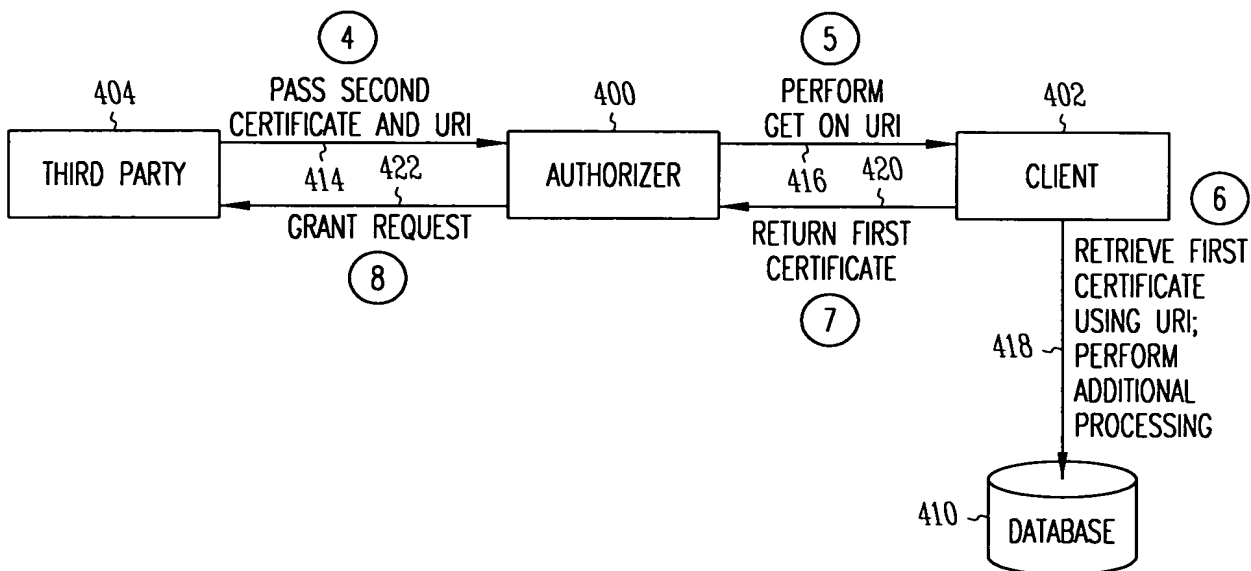 4
5
404
PASS SECOND
CERTIFICATE AND URI
400
PERFORM
GET ON URI
402
THIRD PARTY
414
422
AUTHORIZER
416
420
CLIENT
6
GRANT REQUEST
8
RETURN FIRST
CERTIFICATE
7
RETRIEVE FIRST
CERTIFICATE
USING URI;
PERFORM
ADDITIONAL
PROCESSING
418
410
DATABASE